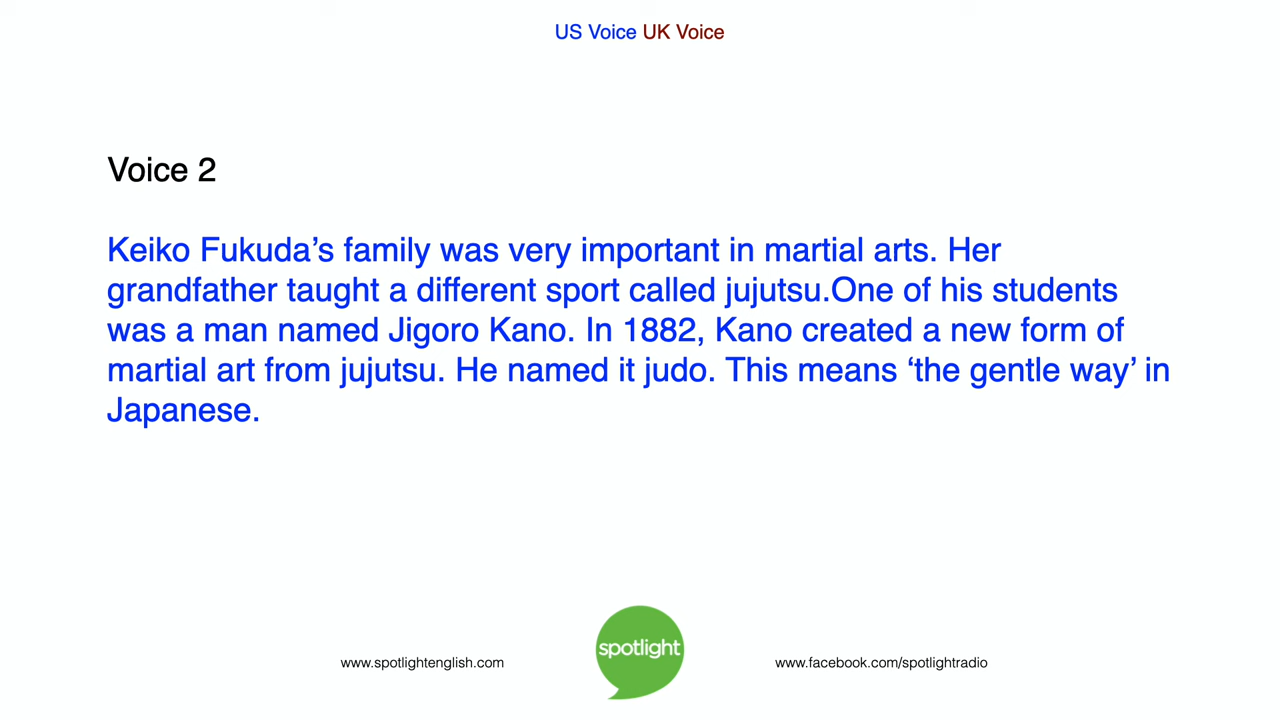 US Voice UK Voice
Voice 2
Keiko Fukuda’s family was very important in martial arts. Her
grandfather taught a different sport called jujutsu.One of his students
was a man named Jigoro Kano. In 1882, Kano created a new form of
martial art from jujutsu. He named it judo. This means ‘the gentle way’ in
Japanese.
www.spotlightenglish.com
spotlight
www.facebook.com/spotlightradio